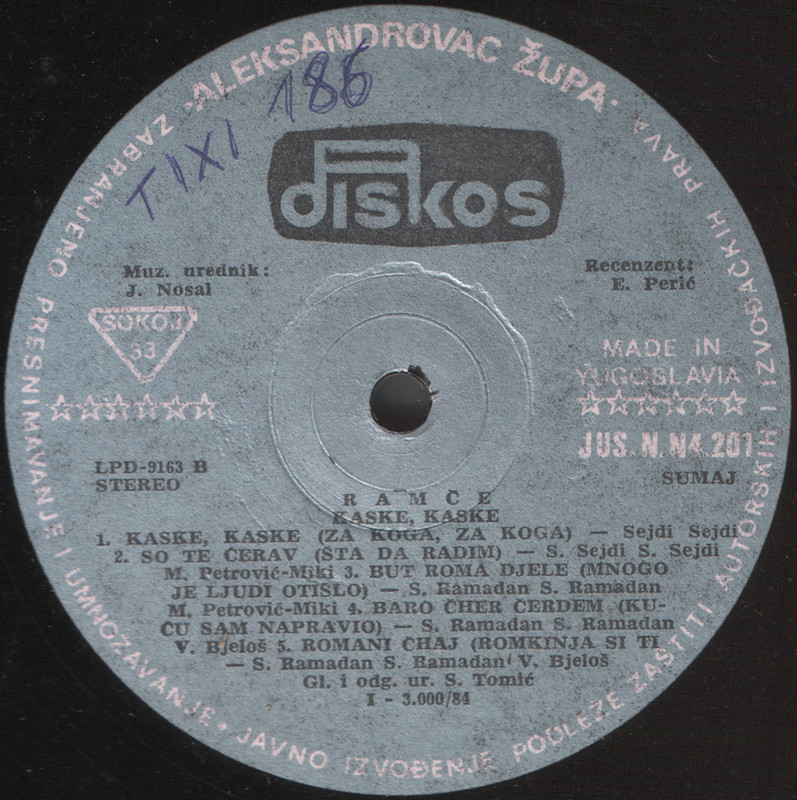 ZABRANJENO PRESNIMAVANJE I UMNOŽAVANJE • JAVNO IZVOĐENJE PODLEŽE ZAŠTITI AUTORSKIH I IZVOĐAČKIH PRAVA
·ALEKSANDROVAC ŽUPA·
TIXI 186
diskos
Muz. urednik:
J. Nosal
Recenzent:
E. Perić
SOKOJ
33
MADE IN
YUGOSLAVIA
JUS. N. N4. 201
LPD-9163 B
STEREO
SUMAJ
RAMČE
KASKE, KASKE
1. KASKE, KASKE (ZA KOGA, ZA KOGA) — Sejdi Sejdi
2. SO TE ĆERAV (ŠTA DA RADIM) — S. Sejdi S. Sejdi
M. Petrović-Miki 3. BUT ROMA DJELE (MNOGO
JE LJUDI OTIŠLO) — S. Ramadan S. Ramadan
M. Petrović-Miki 4. BARO ČHER ČERDEM (KU-
ĆU SAM NAPRAVIO) — S. Ramadan S. Ramadan
V. Bjeloš 5. ROMANI ČHAJ (ROMKINJA SI TI
— S. Ramadan S. Ramadan V. Bjeloš
Gl. i odg. ur. S. Tomić
I - 3.000/84